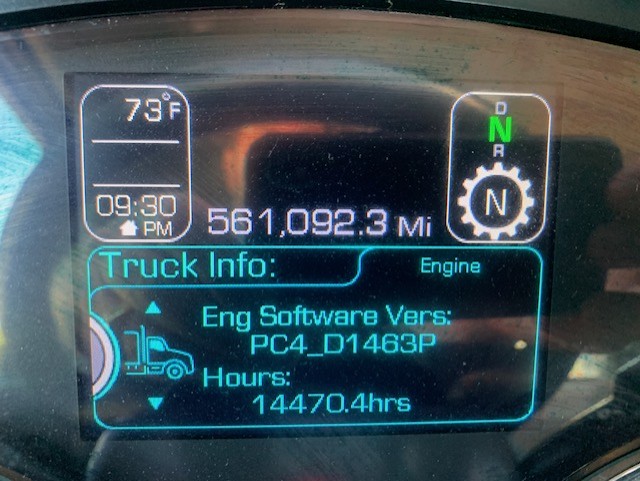 73°F
09:30
PM
561,092.3 Mi
D
N
R
N
Truck Info:
Engine
Eng Software Vers:
PC4_D1463P
Hours:
14470.4hrs